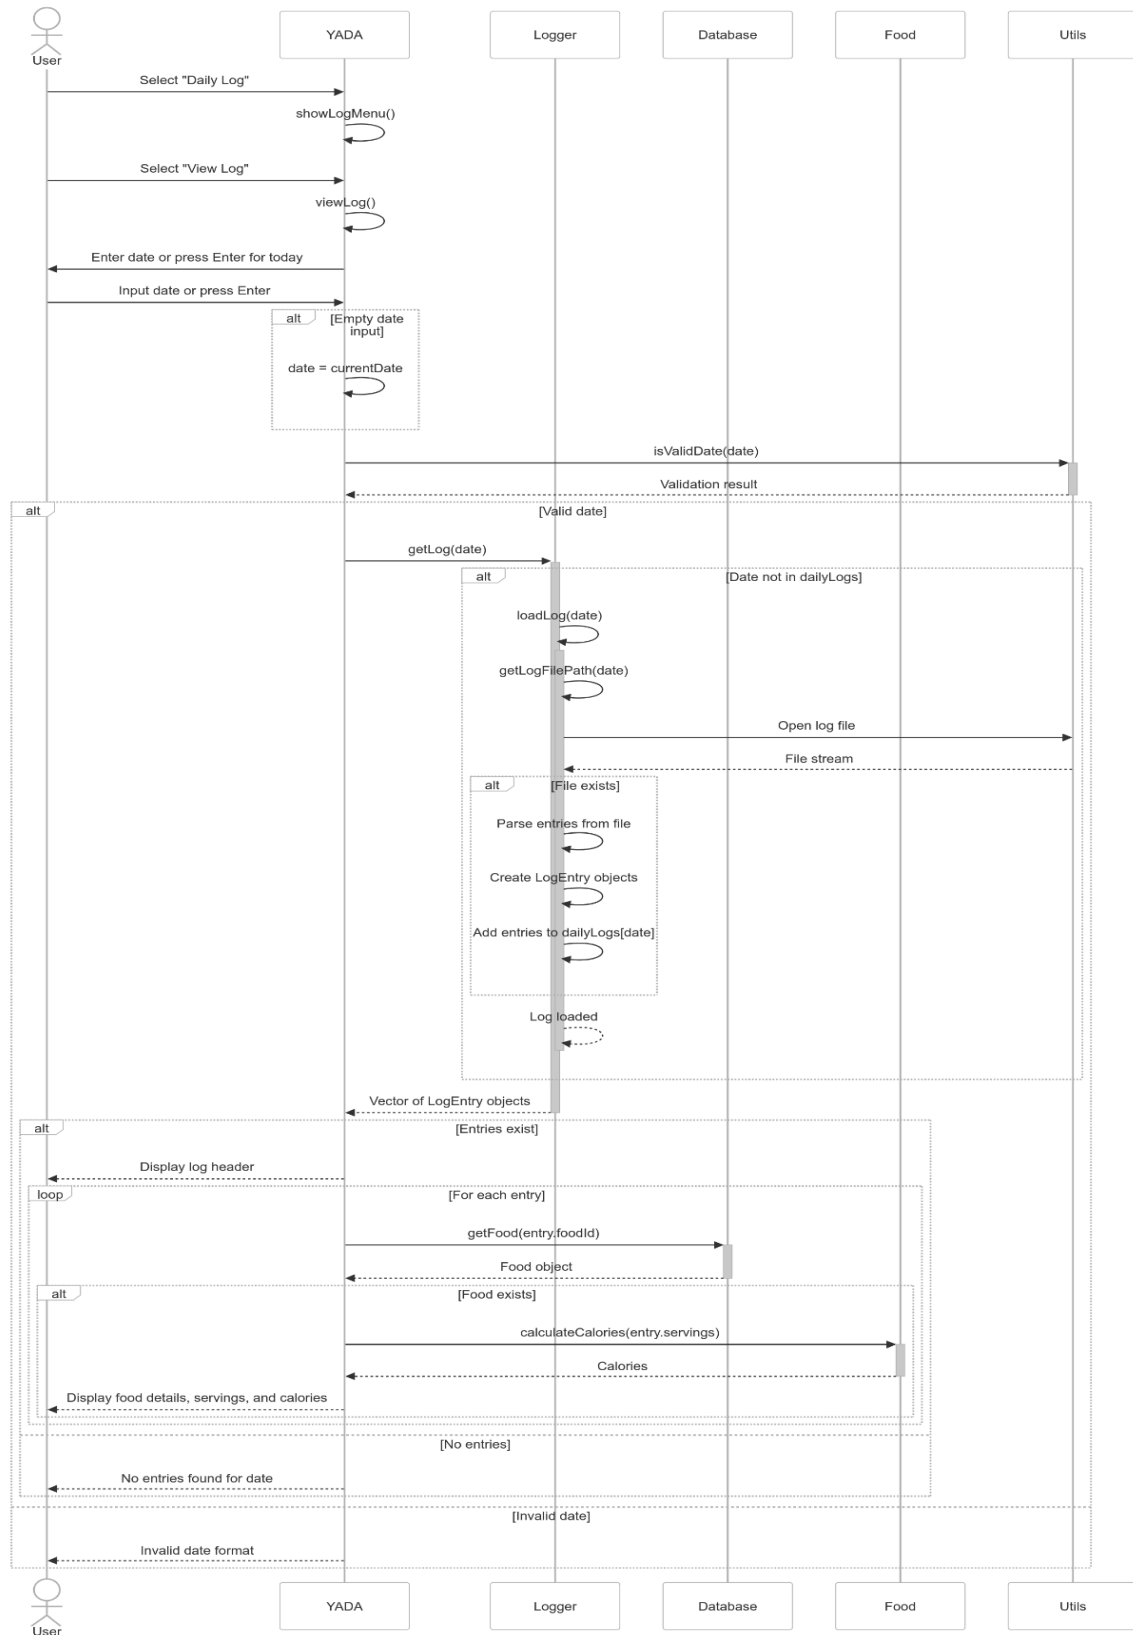 User
YADA
Logger
Database
Food
Utils
Select "Daily Log"
showLogMenu()
Select "View Log"
viewLog()
Enter date or press Enter for today
Input date or press Enter
alt
[Empty date
input]
date = currentDate
isValidDate(date)
Validation result
alt
[Valid date]
getLog(date)
alt
[Date not in dailyLogs]
loadLog(date)
getLogFilePath(date)
Open log file
File stream
alt
[File exists]
Parse entries from file
Create LogEntry objects
Add entries to dailyLogs[date]
Log loaded
Vector of LogEntry objects
alt
[Entries exist]
Display log header
loop
[For each entry]
getFood(entry.foodId)
Food object
alt
[Food exists]
calculateCalories(entry.servings)
Calories
Display food details, servings, and calories
[No entries]
No entries found for date
[Invalid date]
Invalid date format
User
YADA
Logger
Database
Food
Utils